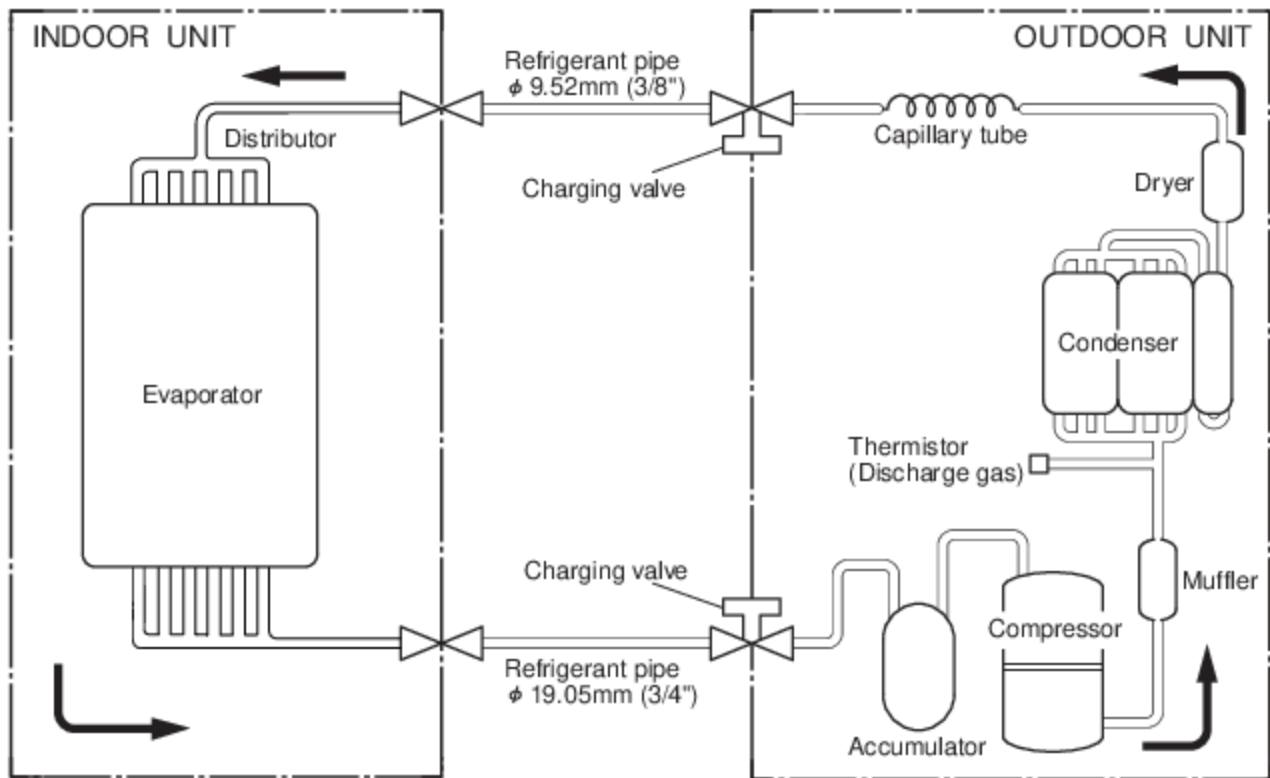 INDOOR UNIT
OUTDOOR UNIT
Refrigerant pipe
ϕ 9.52mm (3/8")
Distributor
Capillary tube
Charging valve
Dryer
Evaporator
Condenser
Thermistor
(Discharge gas)
Charging valve
Muffler
Compressor
Refrigerant pipe
ϕ 19.05mm (3/4")
Accumulator